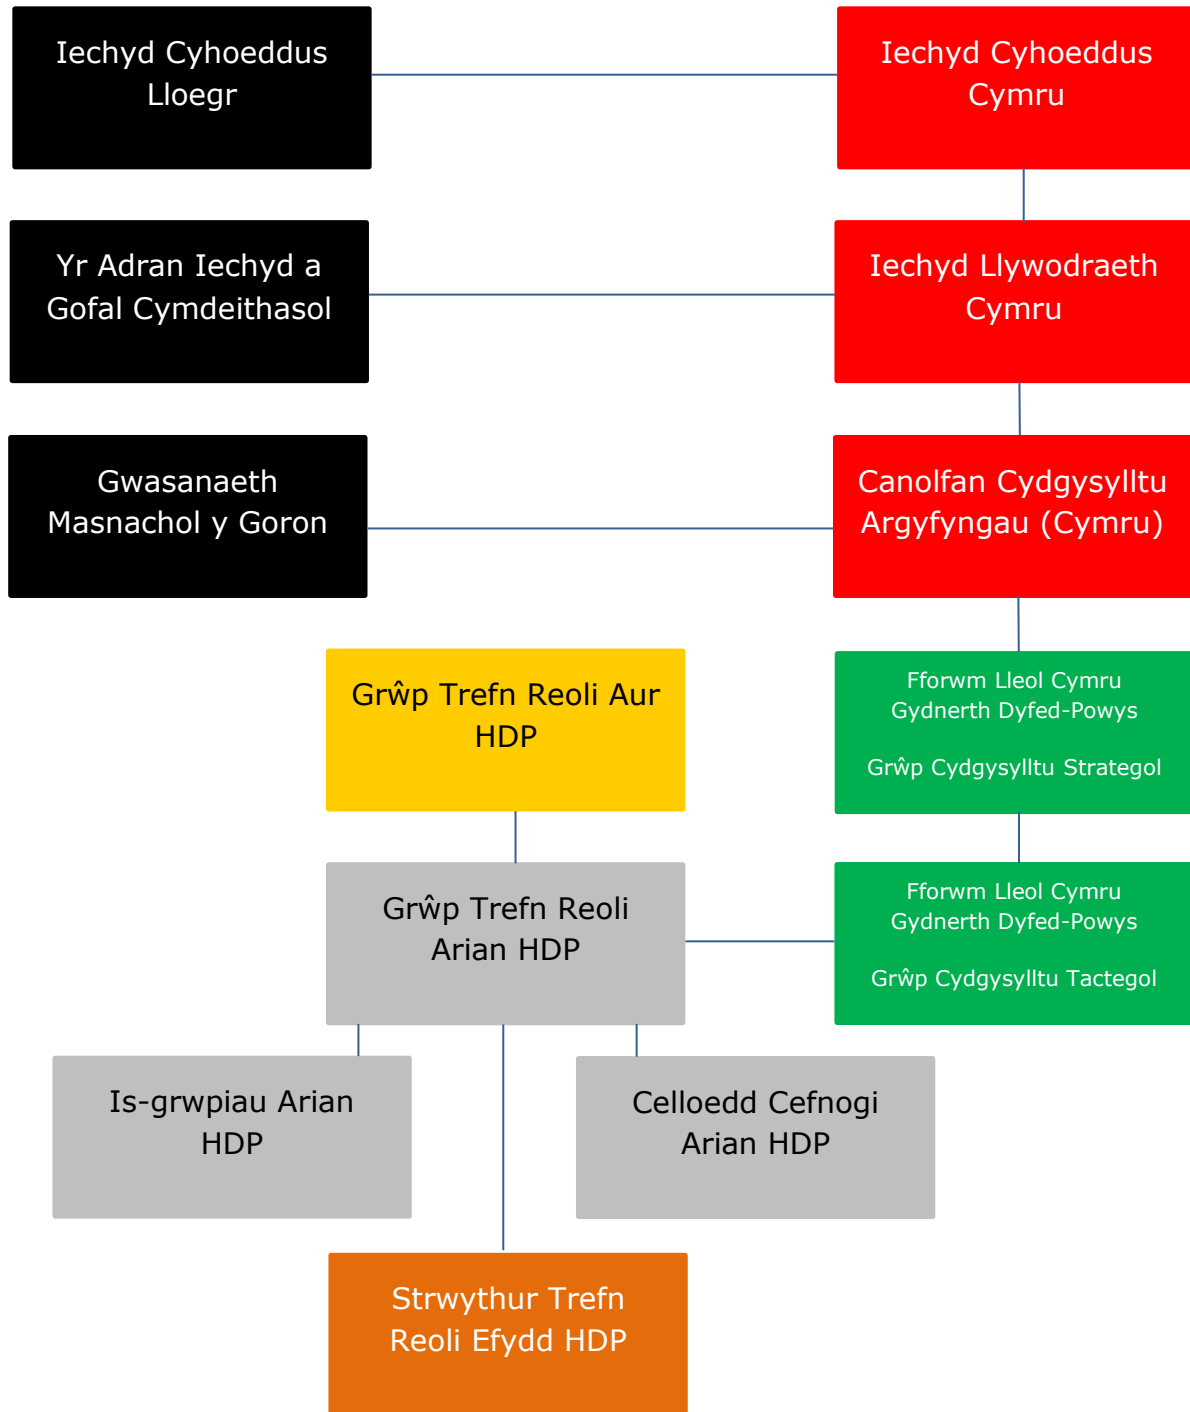 Iechyd Cyhoeddus
Lloegr
Iechyd Cyhoeddus
Cymru
Yr Adran Iechyd a
Gofal Cymdeithasol
Iechyd Llywodraeth
Cymru
Gwasanaeth
Masnachol y Goron
Canolfan Cydgysylltu
Argyfyngau (Cymru)
Grŵp Trefn Reoli Aur
HDP
Fforwm Lleol Cymru
Gydnerth Dyfed-Powys
Grŵp Cydgysylltu Strategol
Grŵp Trefn Reoli
Arian HDP
Fforwm Lleol Cymru
Gydnerth Dyfed-Powys
Grŵp Cydgysylltu Tactegol
Is-grwpiau Arian
HDP
Celloedd Cefnogi
Arian HDP
Strwythur Trefn
Reoli Efydd HDP